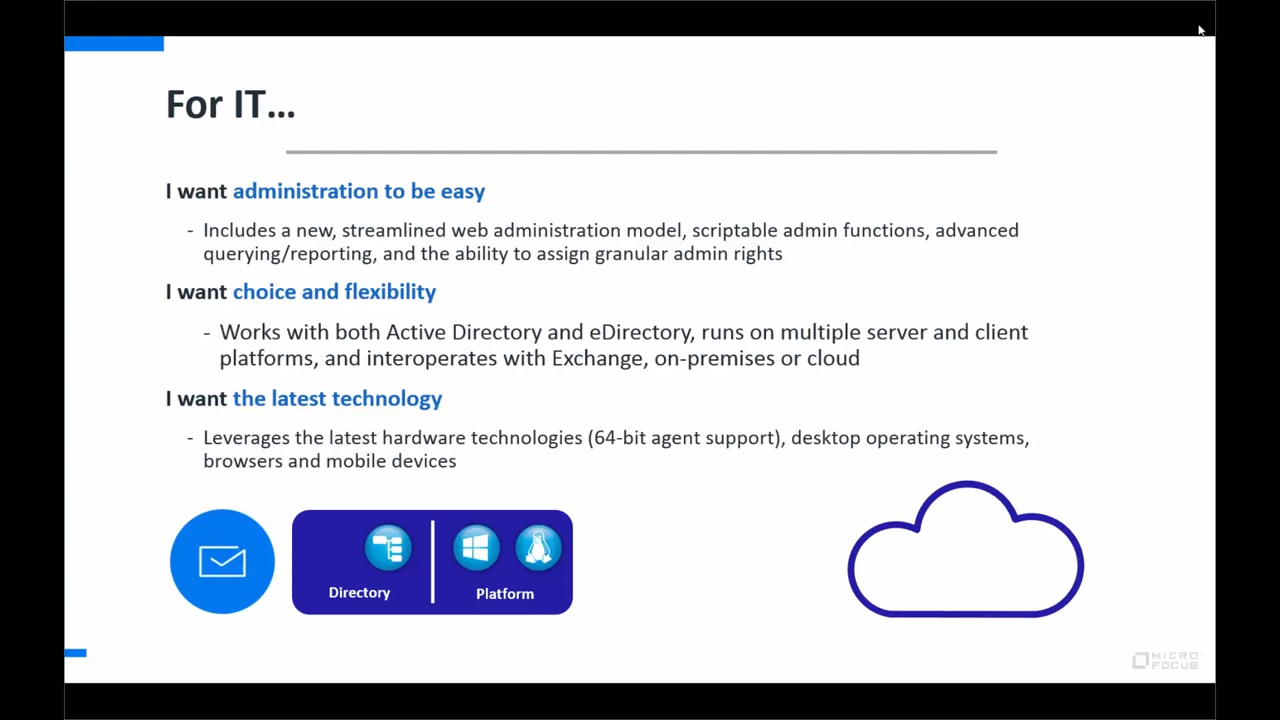 For IT...
I want administration to be easy
- Includes a new, streamlined web administration model, scriptable admin functions, advanced
querying/reporting, and the ability to assign granular admin rights
I want choice and flexibility
- Works with both Active Directory and eDirectory, runs on multiple server and client
platforms, and interoperates with Exchange, on-premises or cloud
I want the latest technology
- Leverages the latest hardware technologies (64-bit agent support), desktop operating systems,
browsers and mobile devices
Directory
Platform
MICRO
FOCUS